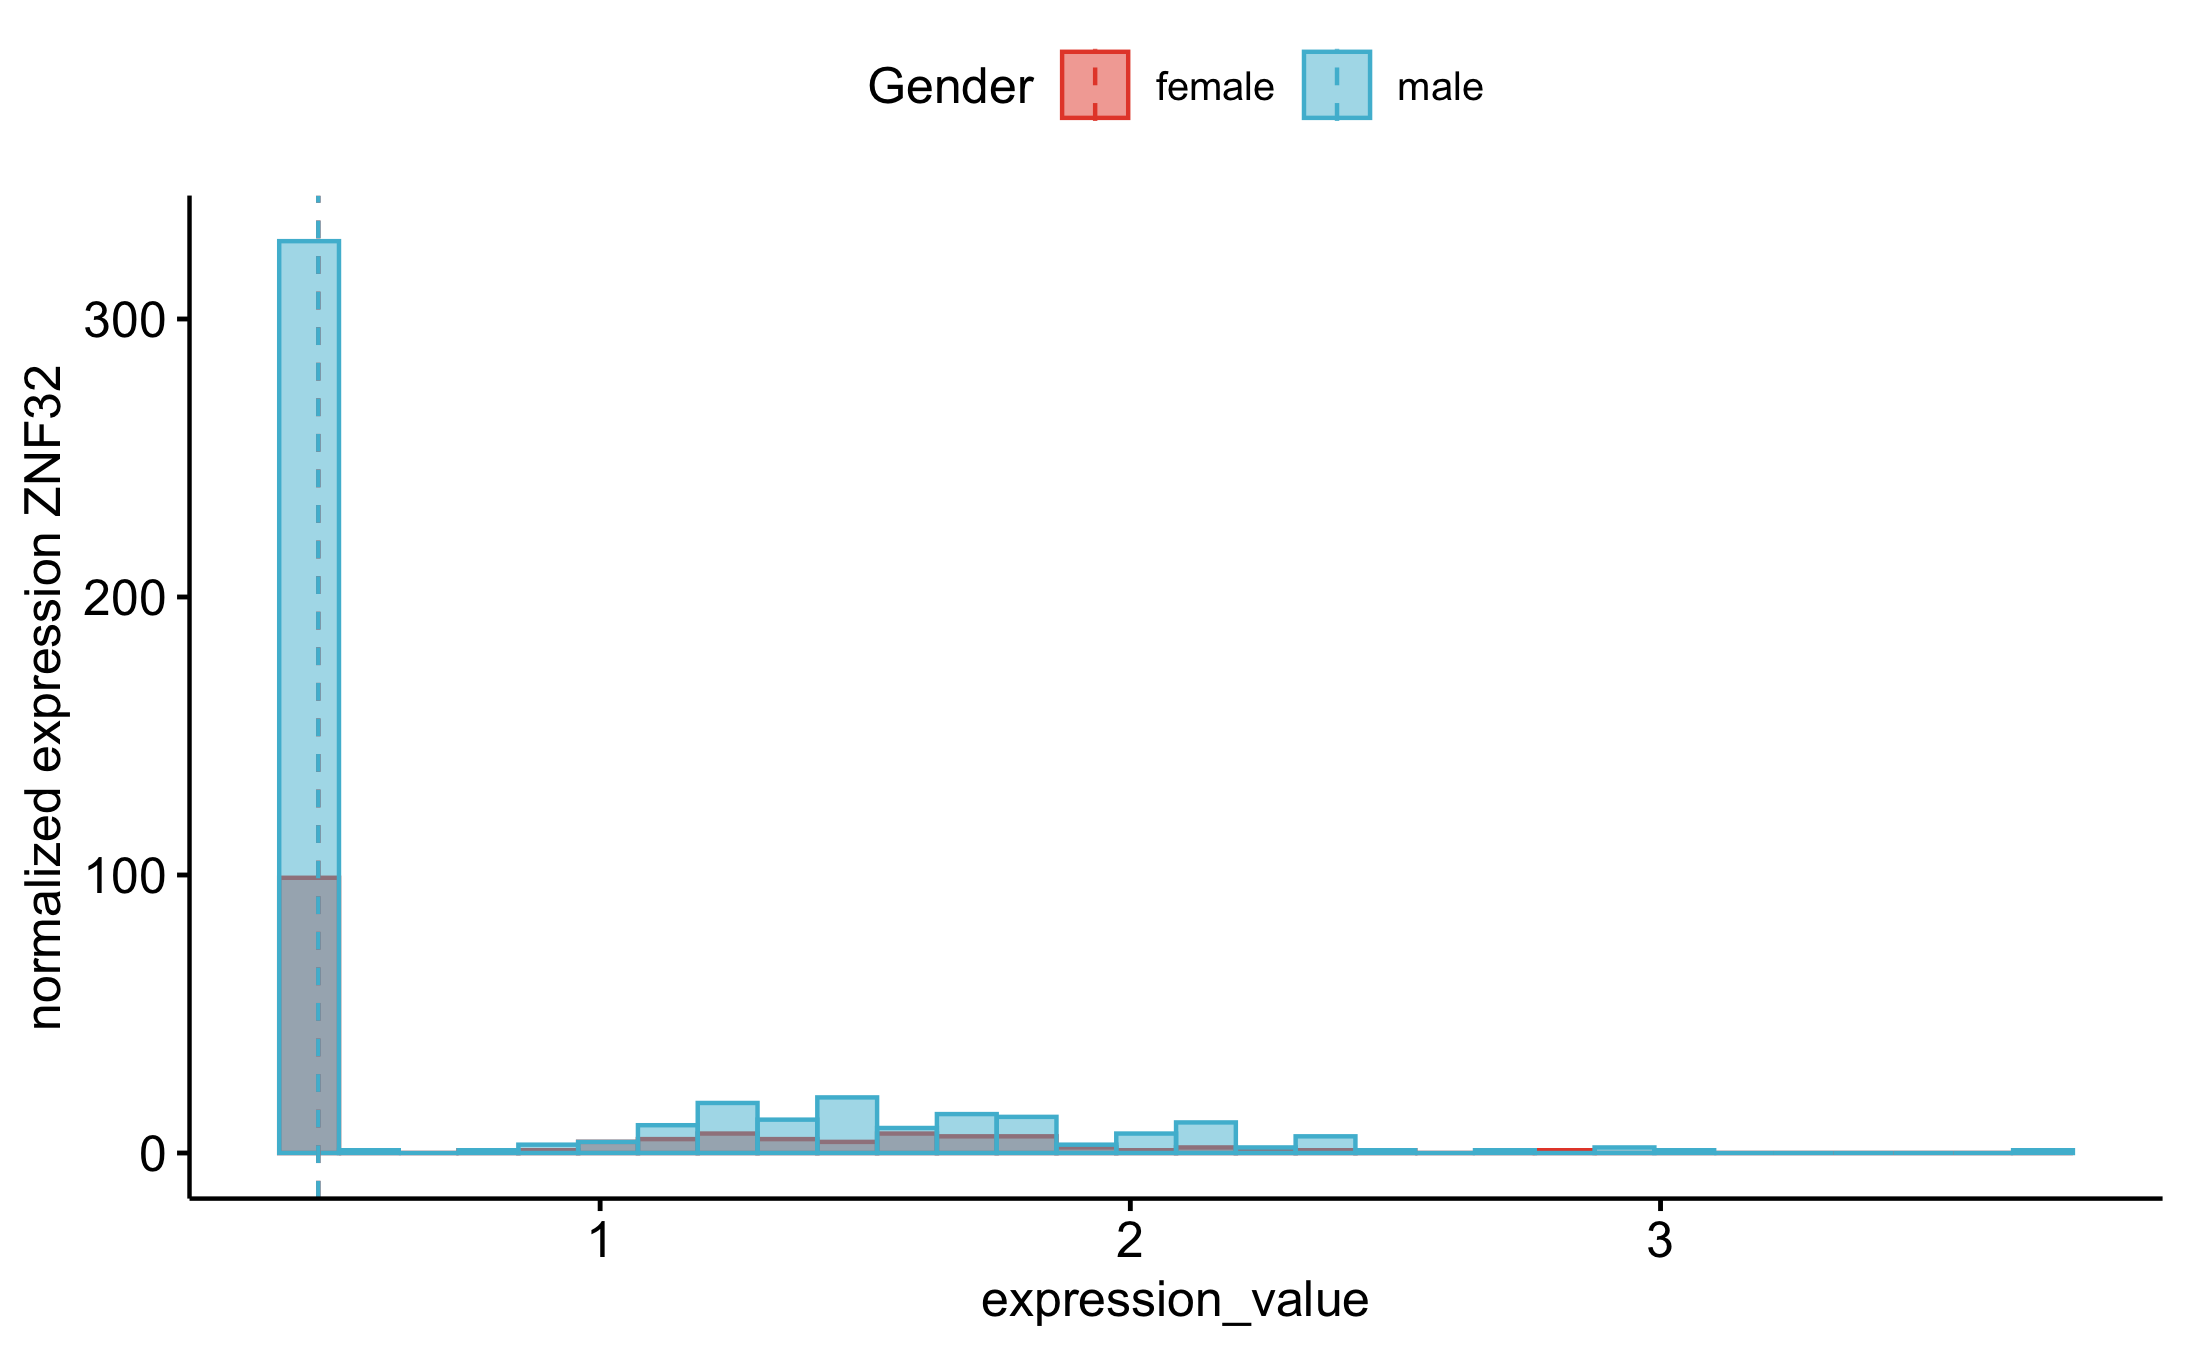 Gender female male
normalized expression ZNF32
300
200
100
0
1 2 3
expression_value